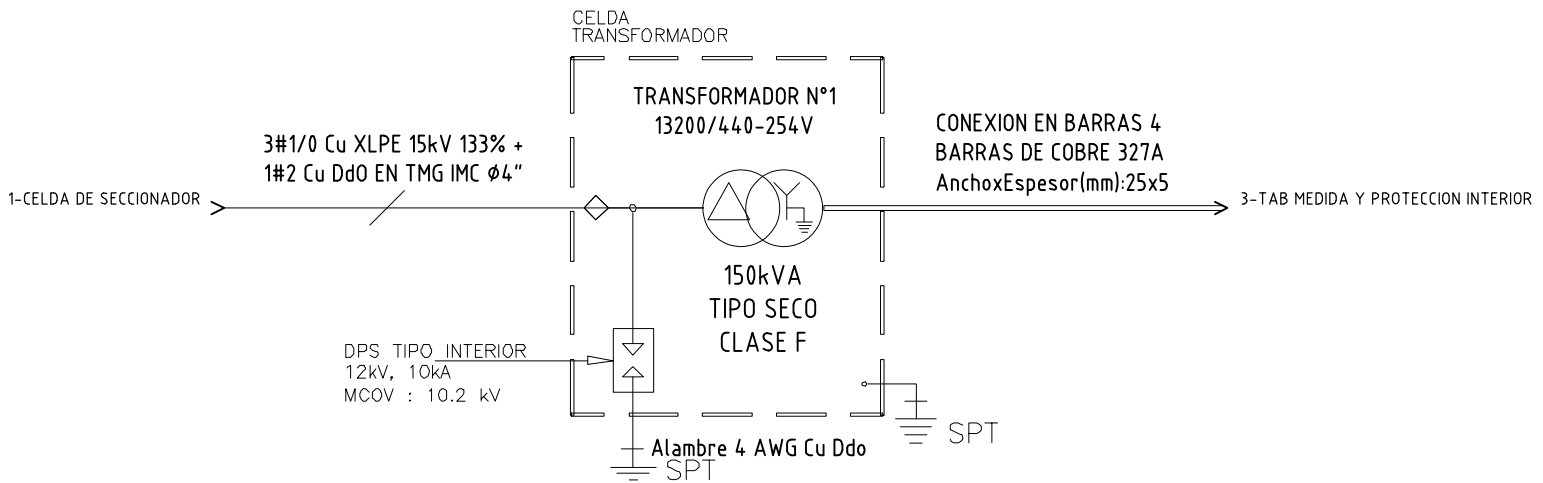 CELDA
TRANSFORMADOR
TRANSFORMADOR N°1
13200/440-254V
3#1/0 Cu XLPE 15kV 133% +
1#2 Cu DdO EN TMG IMC ϕ4"
CONEXION EN BARRAS 4
BARRAS DE COBRE 327A
AnchoxEspesor(mm):25x5
1-CELDA DE SECCIONADOR
3-TAB MEDIDA Y PROTECCION INTERIOR
150kVA
TIPO SECO
CLASE F
DPS TIPO INTERIOR
12kV, 10kA
MCOV : 10.2 kV
SPT
Alambre 4 AWG Cu Ddo
SPT